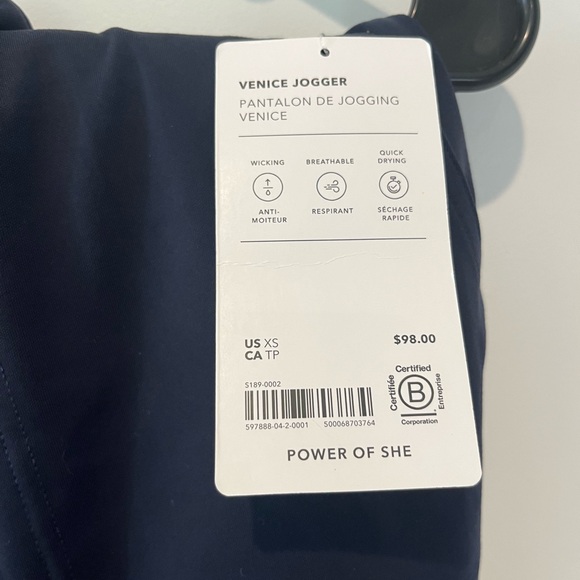 VENICE JOGGER
PANTALON DE JOGGING
VENICE
WICKING
BREATHABLE
QUICK
DRYING
ANTI-
MOITEUR
RESPIRANT
SÉCHAGE
RAPIDE
US XS
CA TP
$98.00
S189-0002
597888-04-2-0001 500068703764
Certified
Certifiée
B
Entreprise
Corporation
POWER OF SHE